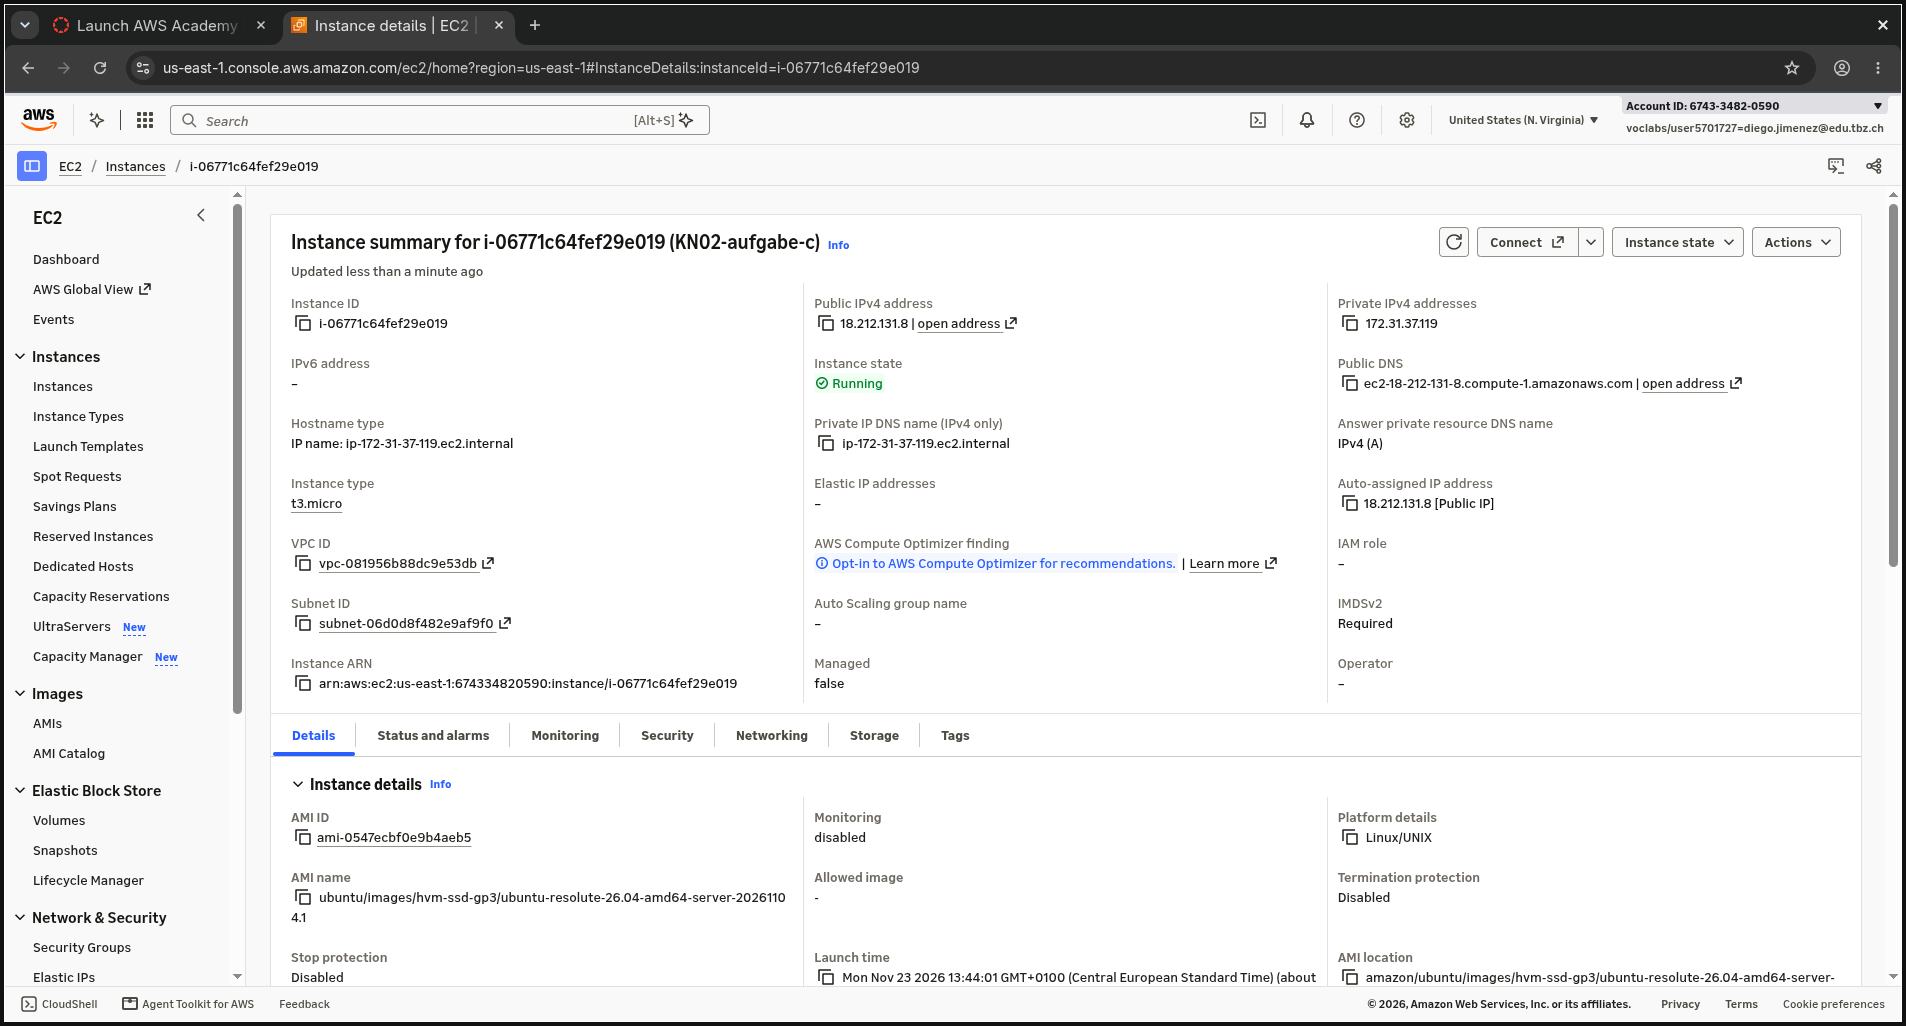 Launch AWS Academy
Instance details | EC2
us-east-1.console.aws.amazon.com/ec2/home?region=us-east-1#InstanceDetails:instanceId=i-06771c64fef29e019
aws
Search
[Alt+S]
United States (N. Virginia)
Account ID: 6743-3482-0590
voclabs/user5701727=diego.jimenez@edu.tbz.ch
EC2 / Instances / i-06771c64fef29e019
EC2
Dashboard
AWS Global View
Events
Instances
Instances
Instance Types
Launch Templates
Spot Requests
Savings Plans
Reserved Instances
Dedicated Hosts
Capacity Reservations
UltraServers New
Capacity Manager New
Images
AMIs
AMI Catalog
Elastic Block Store
Volumes
Snapshots
Lifecycle Manager
Network & Security
Security Groups
Elastic IPs
Instance summary for i-06771c64fef29e019 (KN02-aufgabe-c) Info
Updated less than a minute ago
Connect
Instance state
Actions
Instance ID
i-06771c64fef29e019
Public IPv4 address
18.212.131.8 | open address
Private IPv4 addresses
172.31.37.119
IPv6 address
–
Instance state
Running
Public DNS
ec2-18-212-131-8.compute-1.amazonaws.com | open address
Hostname type
IP name: ip-172-31-37-119.ec2.internal
Private IP DNS name (IPv4 only)
ip-172-31-37-119.ec2.internal
Answer private resource DNS name
IPv4 (A)
Instance type
t3.micro
Elastic IP addresses
–
Auto-assigned IP address
18.212.131.8 [Public IP]
VPC ID
vpc-081956b88dc9e53db
AWS Compute Optimizer finding
Opt-in to AWS Compute Optimizer for recommendations. | Learn more
IAM role
–
Subnet ID
subnet-06d0d8f482e9af9f0
Auto Scaling group name
–
IMDSv2
Required
Instance ARN
arn:aws:ec2:us-east-1:674334820590:instance/i-06771c64fef29e019
Managed
false
Operator
–
Details
Status and alarms
Monitoring
Security
Networking
Storage
Tags
Instance details Info
AMI ID
ami-0547ecbf0e9b4aeb5
Monitoring
disabled
Platform details
Linux/UNIX
AMI name
ubuntu/images/hvm-ssd-gp3/ubuntu-resolute-26.04-amd64-server-2026110
4.1
Allowed image
-
Termination protection
Disabled
Stop protection
Disabled
Launch time
Mon Nov 23 2026 13:44:01 GMT+0100 (Central European Standard Time) (about
AMI location
amazon/ubuntu/images/hvm-ssd-gp3/ubuntu-resolute-26.04-amd64-server-
CloudShell
Agent Toolkit for AWS
Feedback
© 2026, Amazon Web Services, Inc. or its affiliates.
Privacy
Terms
Cookie preferences